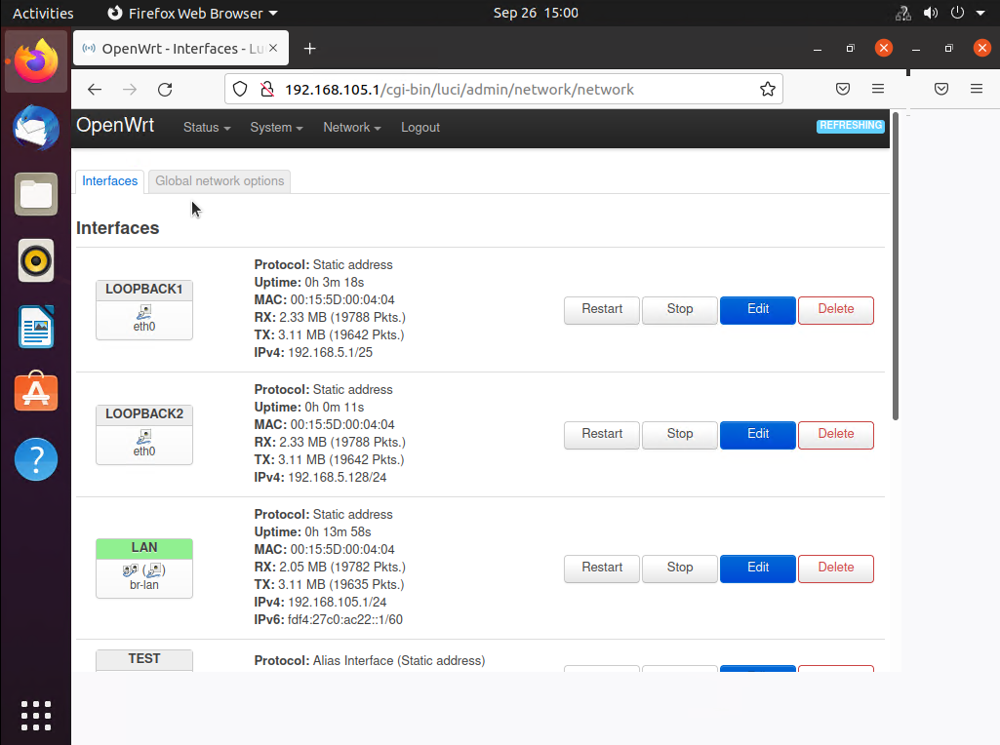 Activities
Firefox Web Browser
Sep 26 15:00
OpenWrt - Interfaces - Lu
192.168.105.1/cgi-bin/luci/admin/network/network
OpenWrt
Status
System
Network
Logout
REFRESHING
Interfaces
Global network options
Interfaces
LOOPBACK1
eth0
Protocol: Static address
Uptime: 0h 3m 18s
MAC: 00:15:5D:00:04:04
RX: 2.33 MB (19788 Pkts.)
TX: 3.11 MB (19642 Pkts.)
IPv4: 192.168.5.1/25
Restart
Stop
Edit
Delete
LOOPBACK2
eth0
Protocol: Static address
Uptime: 0h 0m 11s
MAC: 00:15:5D:00:04:04
RX: 2.33 MB (19788 Pkts.)
TX: 3.11 MB (19642 Pkts.)
IPv4: 192.168.5.128/24
Restart
Stop
Edit
Delete
LAN
br-lan
Protocol: Static address
Uptime: 0h 13m 58s
MAC: 00:15:5D:00:04:04
RX: 2.05 MB (19782 Pkts.)
TX: 3.11 MB (19635 Pkts.)
IPv4: 192.168.105.1/24
IPv6: fdf4:27c0:ac22::1/60
Restart
Stop
Edit
Delete
TEST
Protocol: Alias Interface (Static address)